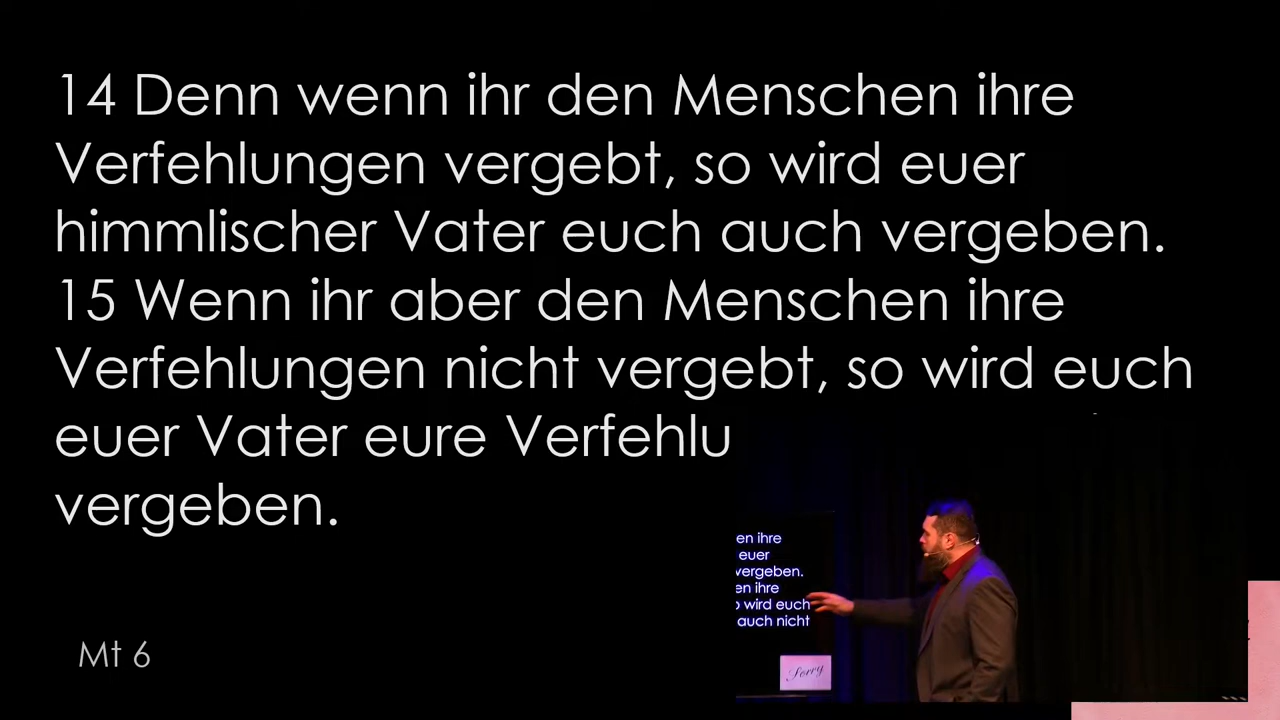 14 Denn wenn ihr den Menschen ihre
Verfehlungen vergebt, so wird euer
himmlischer Vater euch auch vergeben.
15 Wenn ihr aber den Menschen ihre
Verfehlungen nicht vergebt, so wird euch
euer Vater eure Verfehlu
vergeben.
Mt 6
en ihre
euer
vergeben.
en ihre
wird euch
auch nicht
Sorry